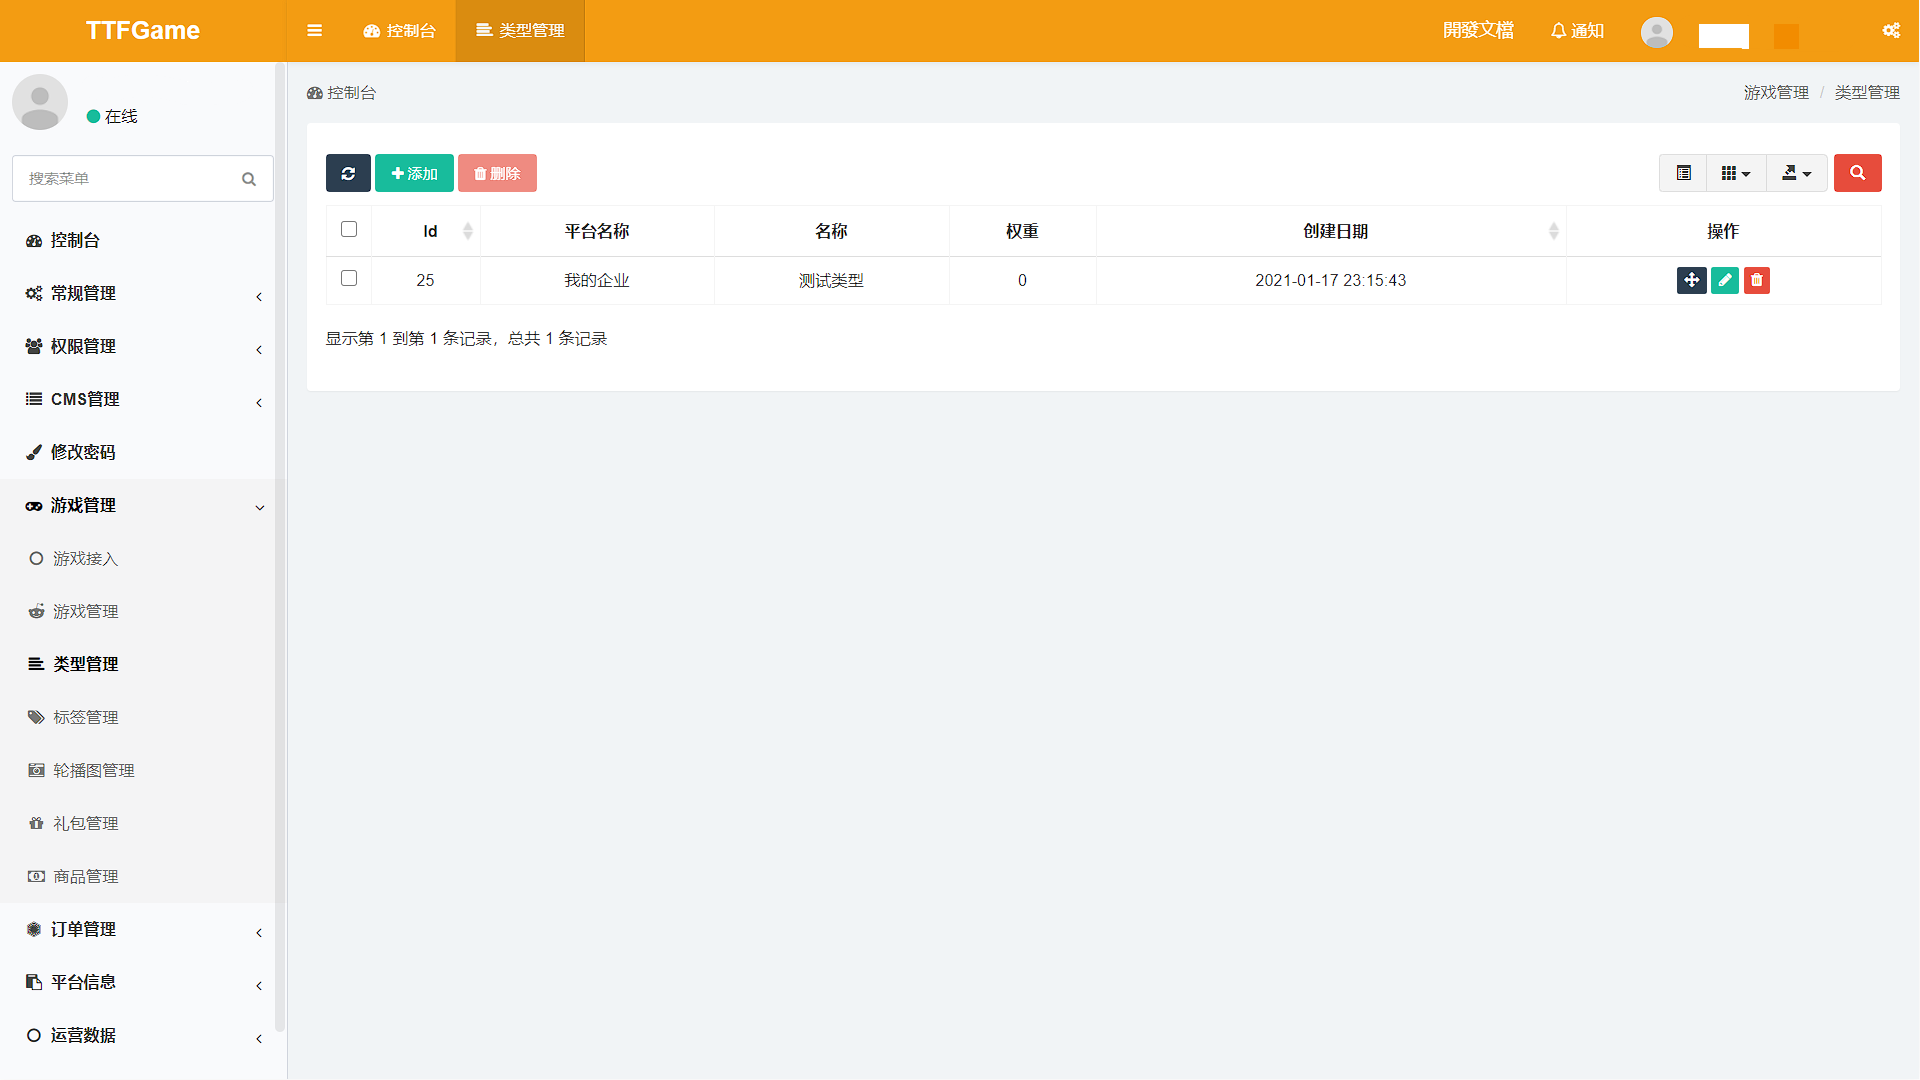 TTFGame
控制台
类型管理
開發文檔
通知
在线
搜索菜单
控制台
常规管理
权限管理
CMS管理
修改密码
游戏管理
游戏接入
游戏管理
类型管理
标签管理
轮播图管理
礼包管理
商品管理
订单管理
平台信息
运营数据
控制台
游戏管理 / 类型管理
添加
删除
Id 平台名称 名称 权重 创建日期 操作
25 我的企业 测试类型 0 2021-01-17 23:15:43
显示第 1 到第 1 条记录，总共 1 条记录